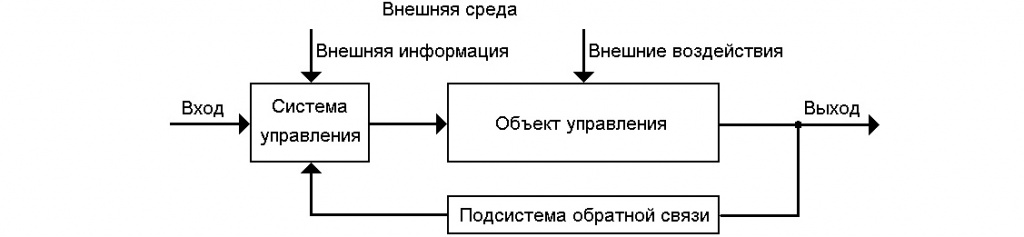 Внешняя среда
Внешняя информация
Внешние воздействия
Вход
Система
управления
Объект управления
Выход
Подсистема обратной связи